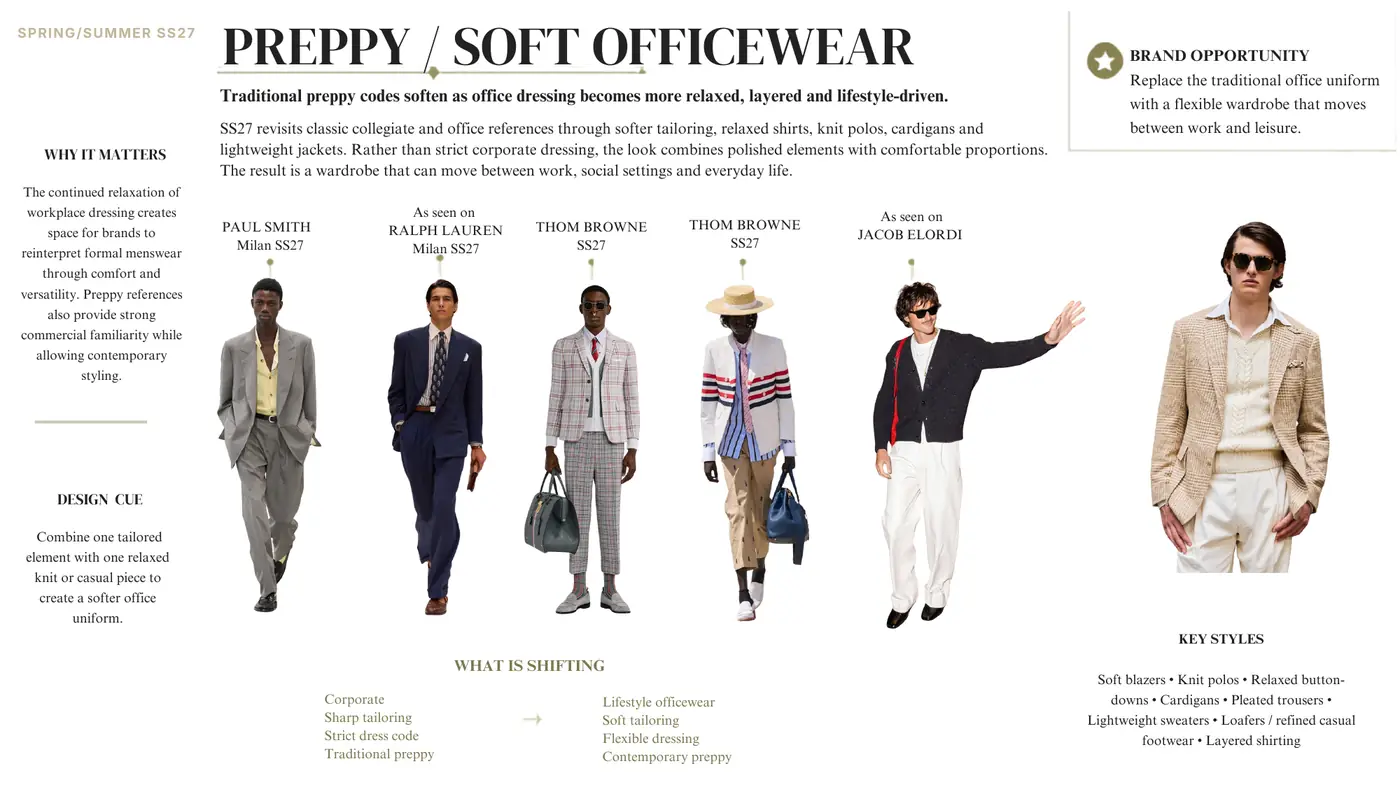 SPRING/SUMMER SS27
PREPPY / SOFT OFFICEWEAR
Traditional preppy codes soften as office dressing becomes more relaxed, layered and lifestyle-driven.
SS27 revisits classic collegiate and office references through softer tailoring, relaxed shirts, knit polos, cardigans and
lightweight jackets. Rather than strict corporate dressing, the look combines polished elements with comfortable proportions.
The result is a wardrobe that can move between work, social settings and everyday life.
BRAND OPPORTUNITY
Replace the traditional office uniform
with a flexible wardrobe that moves
between work and leisure.
WHY IT MATTERS
The continued relaxation of
workplace dressing creates
space for brands to
reinterpret formal menswear
through comfort and
versatility. Preppy references
also provide strong
commercial familiarity while
allowing contemporary
styling.
DESIGN CUE
Combine one tailored
element with one relaxed
knit or casual piece to
create a softer office
uniform.
PAUL SMITH
Milan SS27
As seen on
RALPH LAUREN
Milan SS27
THOM BROWNE
SS27
THOM BROWNE
SS27
As seen on
JACOB ELORDI
WHAT IS SHIFTING
Corporate
Sharp tailoring
Strict dress code
Traditional preppy
→
Lifestyle officewear
Soft tailoring
Flexible dressing
Contemporary preppy
KEY STYLES
Soft blazers • Knit polos • Relaxed button-
downs • Cardigans • Pleated trousers •
Lightweight sweaters • Loafers / refined casual
footwear • Layered shirting